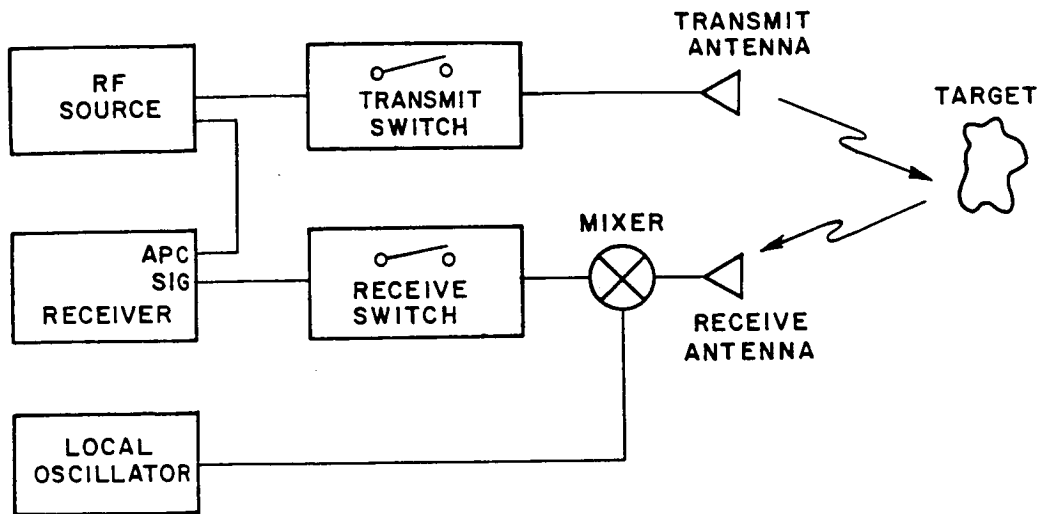 RF
SOURCE
TRANSMIT
SWITCH
TRANSMIT
ANTENNA
TARGET
APC
SIG
RECEIVER
RECEIVE
SWITCH
MIXER
RECEIVE
ANTENNA
LOCAL
OSCILLATOR